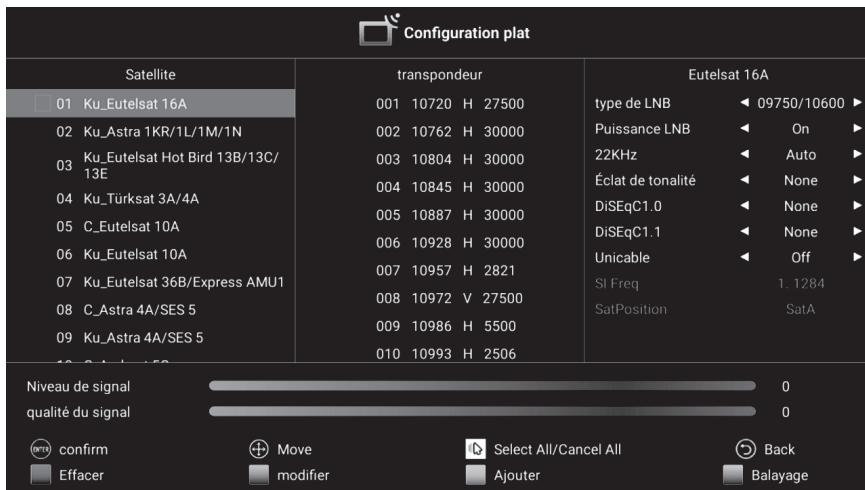 Configuration plat
Satellite
01 Ku_Eutelsat 16A
02 Ku_Astra 1KR/1L/1M/1N
03 Ku_Eutelsat Hot Bird 13B/13C/
13E
04 Ku_Türksat 3A/4A
05 C_Eutelsat 10A
06 Ku_Eutelsat 10A
07 Ku_Eutelsat 36B/Express AMU1
08 C_Astra 4A/SES 5
09 Ku_Astra 4A/SES 5
transpondeur
001 10720 H 27500
002 10762 H 30000
003 10804 H 30000
004 10845 H 30000
005 10887 H 30000
006 10928 H 30000
007 10957 H 2821
008 10972 V 27500
009 10986 H 5500
010 10993 H 2506
Eutelsat 16A
type de LNB 09750/10600
Puissance LNB On
22KHz Auto
Éclat de tonalité None
DiSEqC1.0 None
DiSEqC1.1 None
Unicable Off
SI Freq 1. 1284
SatPosition SatA
Niveau de signal 0
qualité du signal 0
ENTER confirm Move Select All/Cancel All Back
Effacer modifier Ajouter Balayage